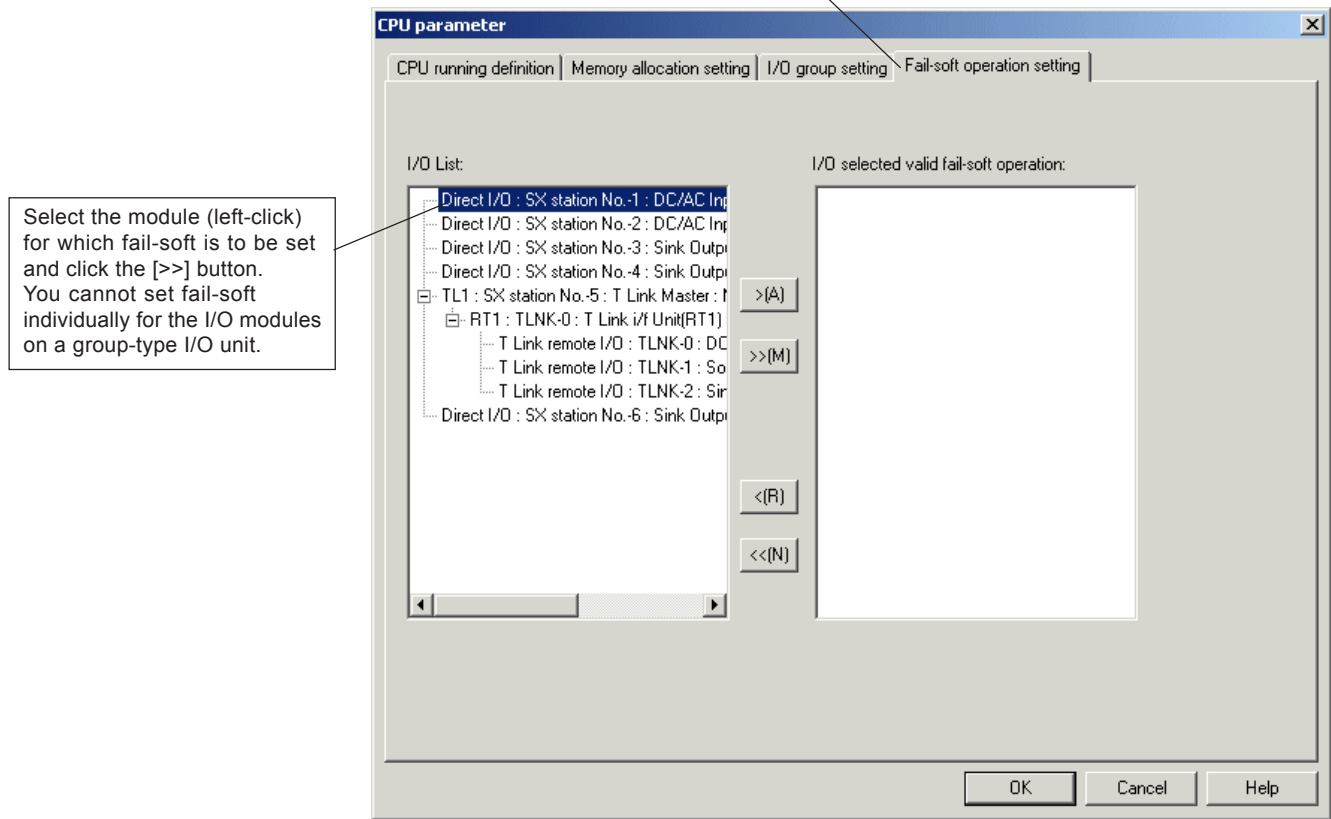 CPU parameter
CPU running definition
Memory allocation setting
I/O group setting
Fail-soft operation setting
I/O List:
I/O selected valid fail-soft operation:
Select the module (left-click)
for which fail-soft is to be set
and click the [>>] button.
You cannot set fail-soft
individually for the I/O modules
on a group-type I/O unit.
Direct I/O : SX station No.-1 : DC/AC Inp
Direct I/O : SX station No.-2 : DC/AC Inp
Direct I/O : SX station No.-3 : Sink Outp
Direct I/O : SX station No.-4 : Sink Outp
TL1 : SX station No.-5 : T Link Master :
RT1 : TLNK-0 : T Link i/f Unit(RT1)
T Link remote I/O : TLNK-0 : DC
T Link remote I/O : TLNK-1 : So
T Link remote I/O : TLNK-2 : Sin
Direct I/O : SX station No.-6 : Sink Outp
>(A)
>>(M)
<(R)
<<(N)
OK
Cancel
Help